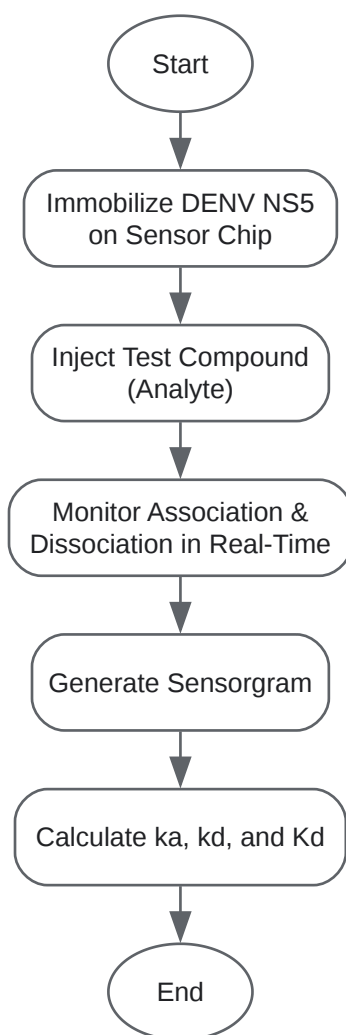 Start
Immobilize DENV NS5
on Sensor Chip
Inject Test Compound
(Analyte)
Monitor Association &
Dissociation in Real-Time
Generate Sensorgram
Calculate ka, kd, and Kd
End